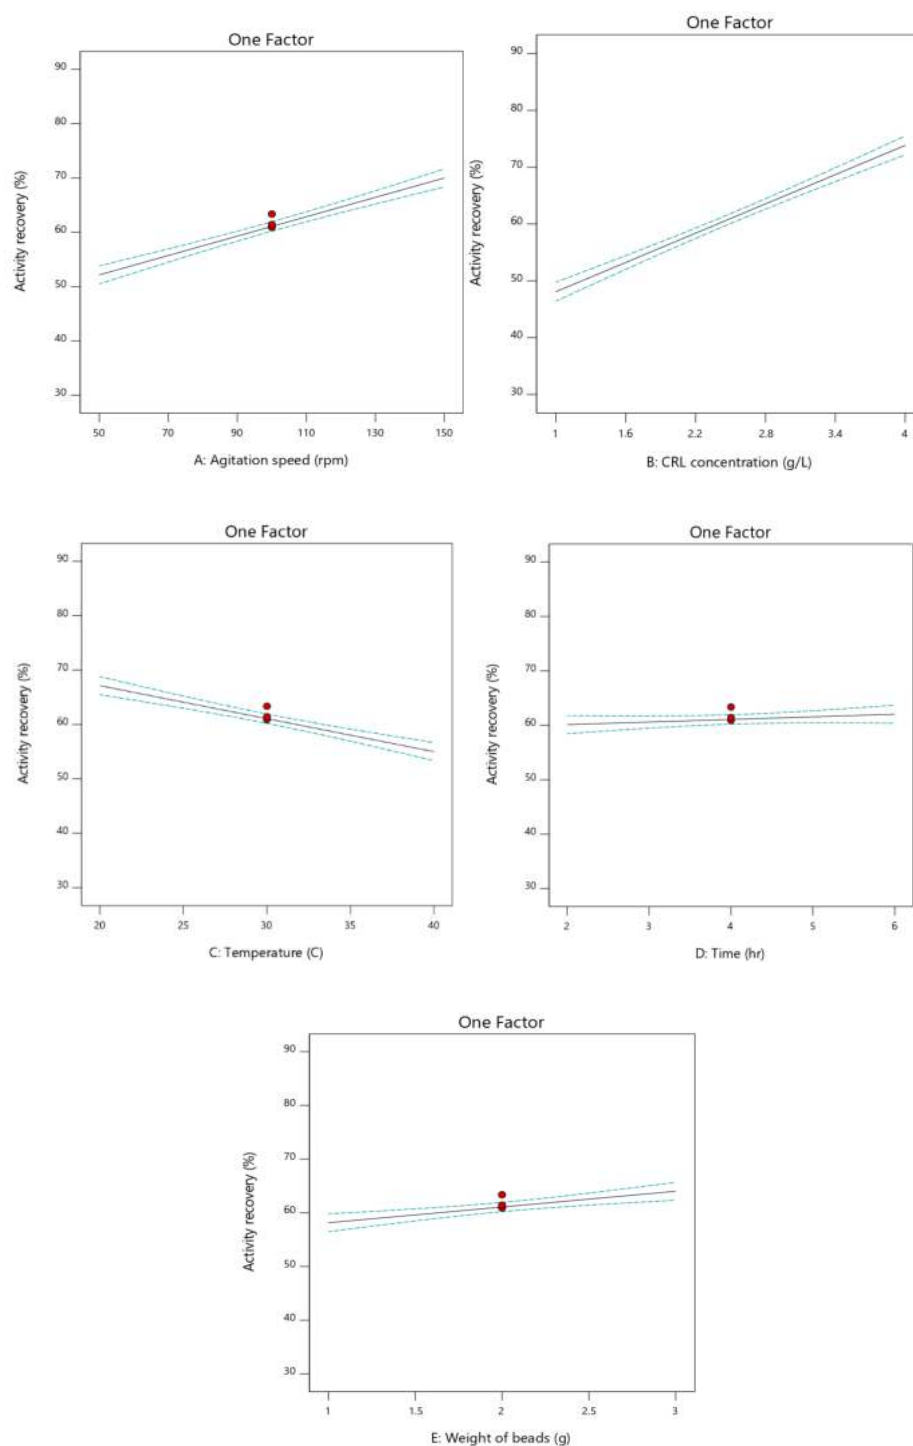 One Factor
90
80
70
60
50
40
30
Activity recovery (%)
50 70 90 110 130 150
A: Agitation speed (rpm)
One Factor
90
80
70
60
50
40
30
Activity recovery (%)
1 1.6 2.2 2.8 3.4 4
B: CRL concentration (g/L)
One Factor
90
80
70
60
50
40
30
Activity recovery (%)
20 25 30 35 40
C: Temperature (C)
One Factor
90
80
70
60
50
40
30
Activity recovery (%)
2 3 4 5 6
D: Time (hr)
One Factor
90
80
70
60
50
40
30
Activity recovery (%)
1 1.5 2 2.5 3
E: Weight of beads (g)